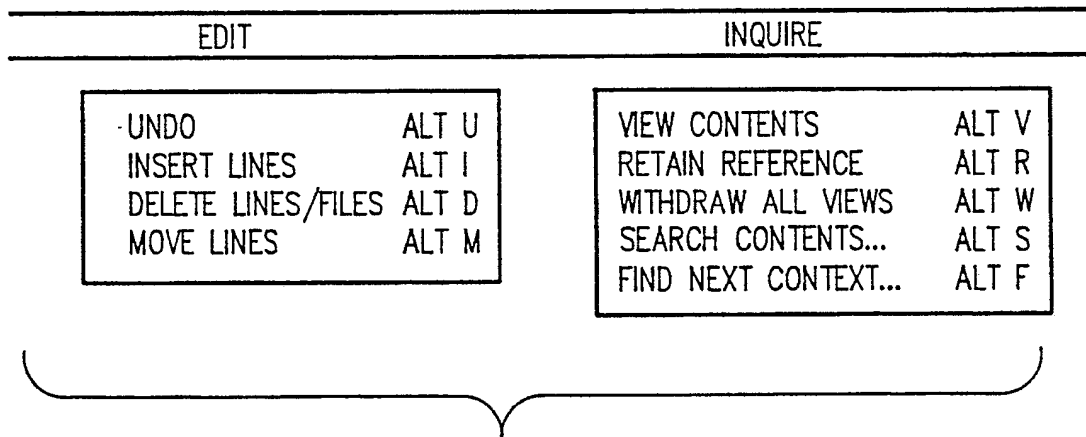 EDIT INQUIRE
UNDO ALT U
INSERT LINES ALT I
DELETE LINES/FILES ALT D
MOVE LINES ALT M
VIEW CONTENTS ALT V
RETAIN REFERENCE ALT R
WITHDRAW ALL VIEWS ALT W
SEARCH CONTENTS... ALT S
FIND NEXT CONTEXT... ALT F